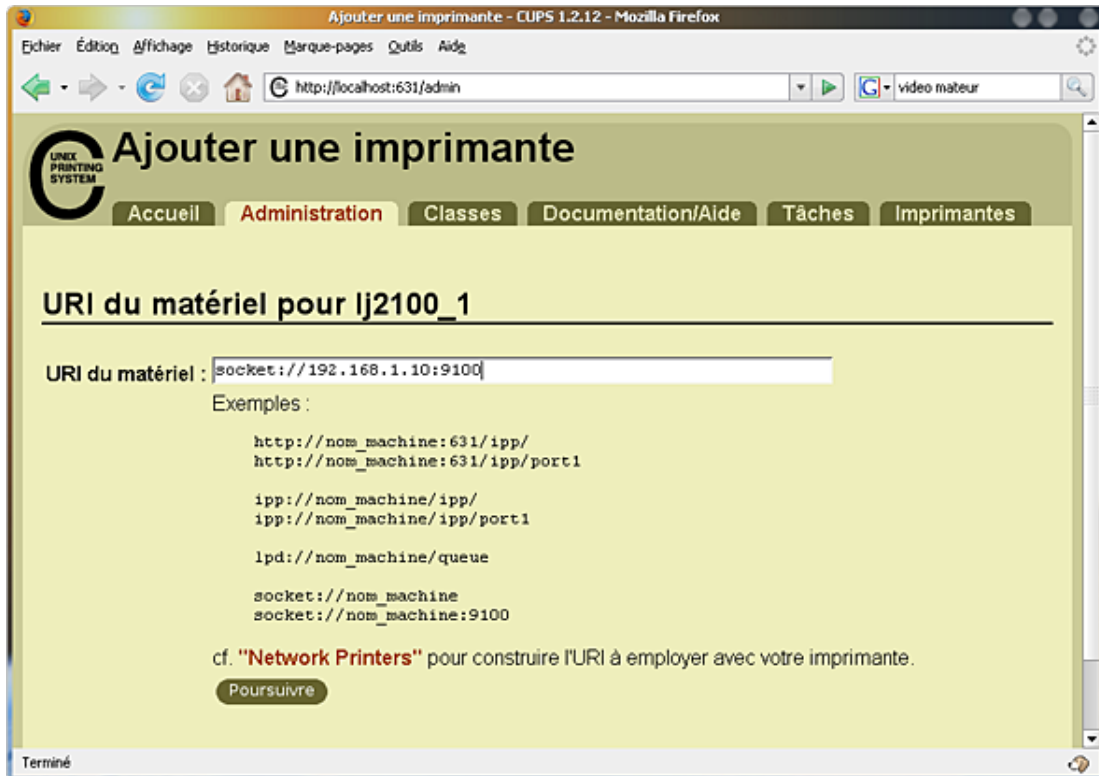 Ajouter une imprimante - CUPS 1.2.12 - Mozilla Firefox
Fichier Édition Affichage Historique Marque-pages Outils Aide
http://localhost:631/admin
G video mateur
UNIX
PRINTING
SYSTEM
Ajouter une imprimante
Accueil Administration Classes Documentation/Aide Tâches Imprimantes
URI du matériel pour lj2100_1
URI du matériel : socket://192.168.1.10:9100
Exemples :
http://nom_machine:631/ipp/
http://nom_machine:631/ipp/port1
ipp://nom_machine/ipp/
ipp://nom_machine/ipp/port1
lpd://nom_machine/queue
socket://nom_machine
socket://nom_machine:9100
cf. "Network Printers" pour construire l'URI à employer avec votre imprimante.
Poursuivre
Terminé